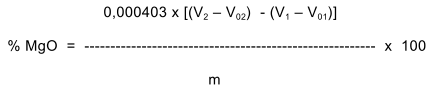 0,000403 x [(V₂ – V₀₂) - (V₁ – V₀₁)]
% MgO = ---------------------------------------------------------- x 100
m